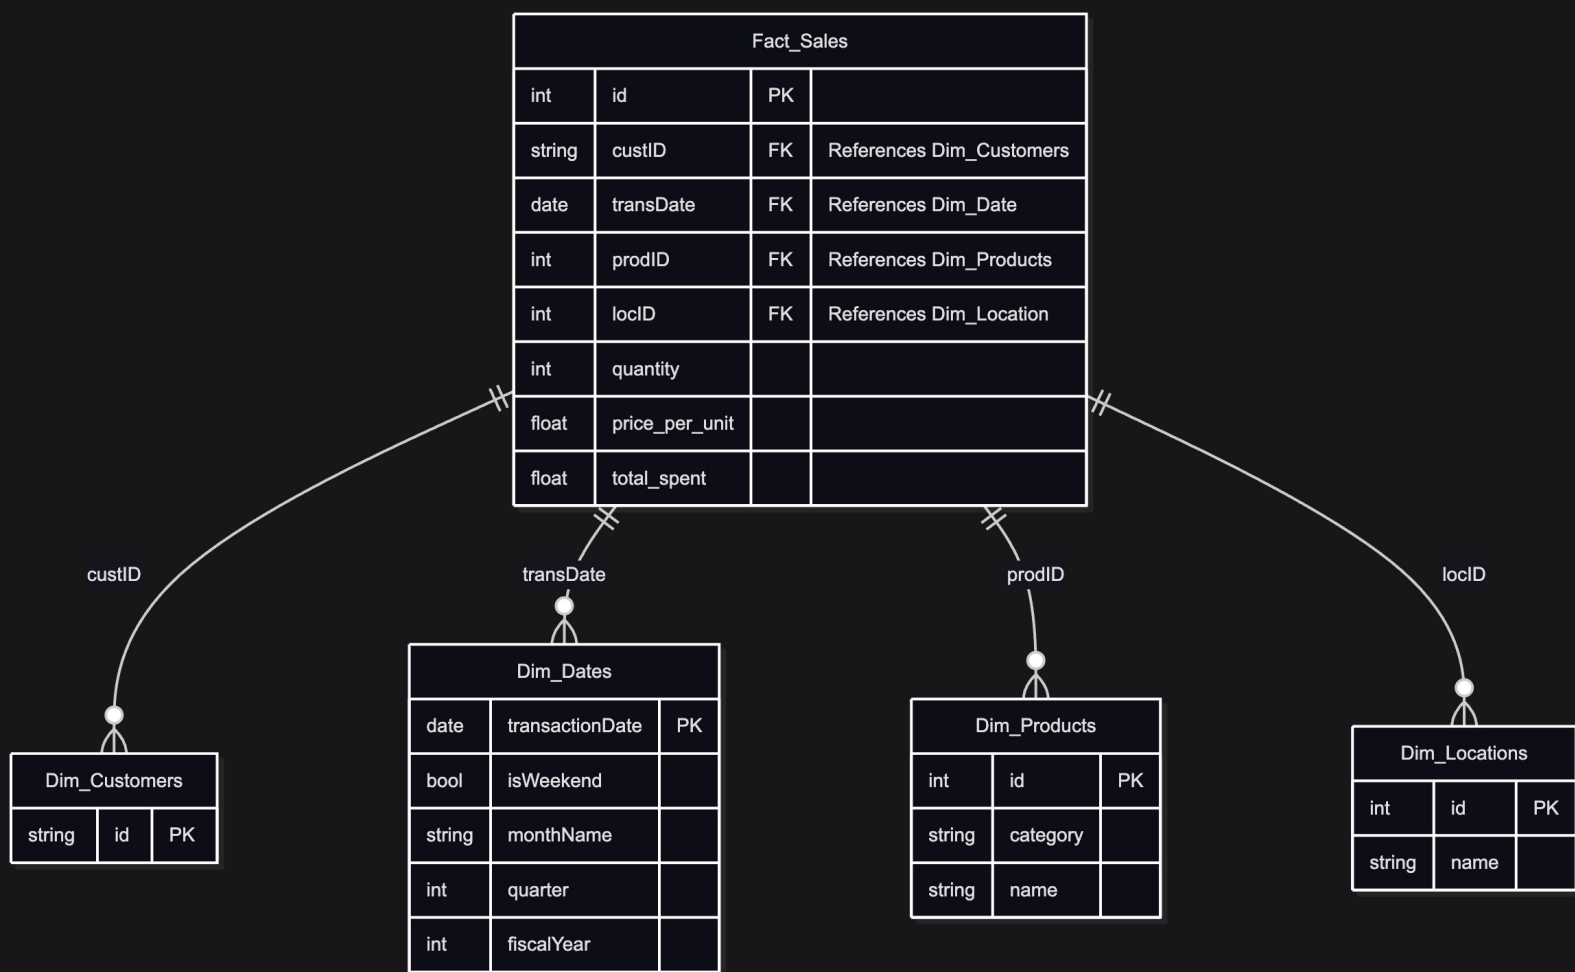 Fact_Sales
int id PK
string custID FK References Dim_Customers
date transDate FK References Dim_Date
int prodID FK References Dim_Products
int locID FK References Dim_Location
int quantity
float price_per_unit
float total_spent
custID
transDate
prodID
locID
Dim_Customers
string id PK
Dim_Dates
date transactionDate PK
bool isWeekend
string monthName
int quarter
int fiscalYear
Dim_Products
int id PK
string category
string name
Dim_Locations
int id PK
string name